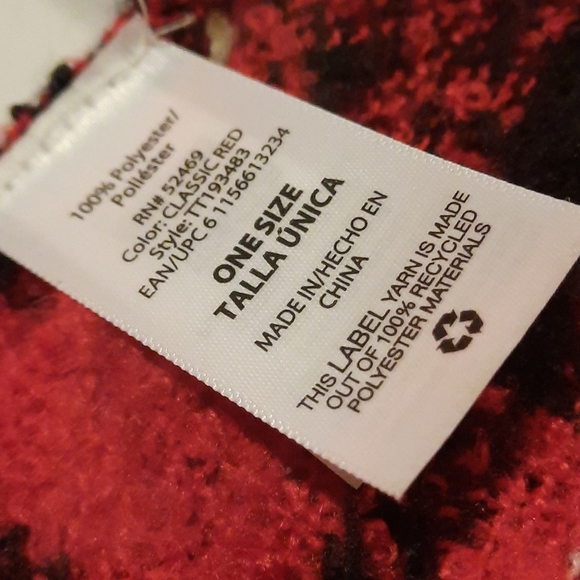 100% Polyester/
Poliéster
RN# 52469
Color: CLASSIC RED
Style: TT193483
EAN/UPC 6 1156613234
ONE SIZE
TALLA ÚNICA
MADE IN/HECHO EN
CHINA
THIS LABEL YARN IS MADE
OUT OF 100% RECYCLED
POLYESTER MATERIALS